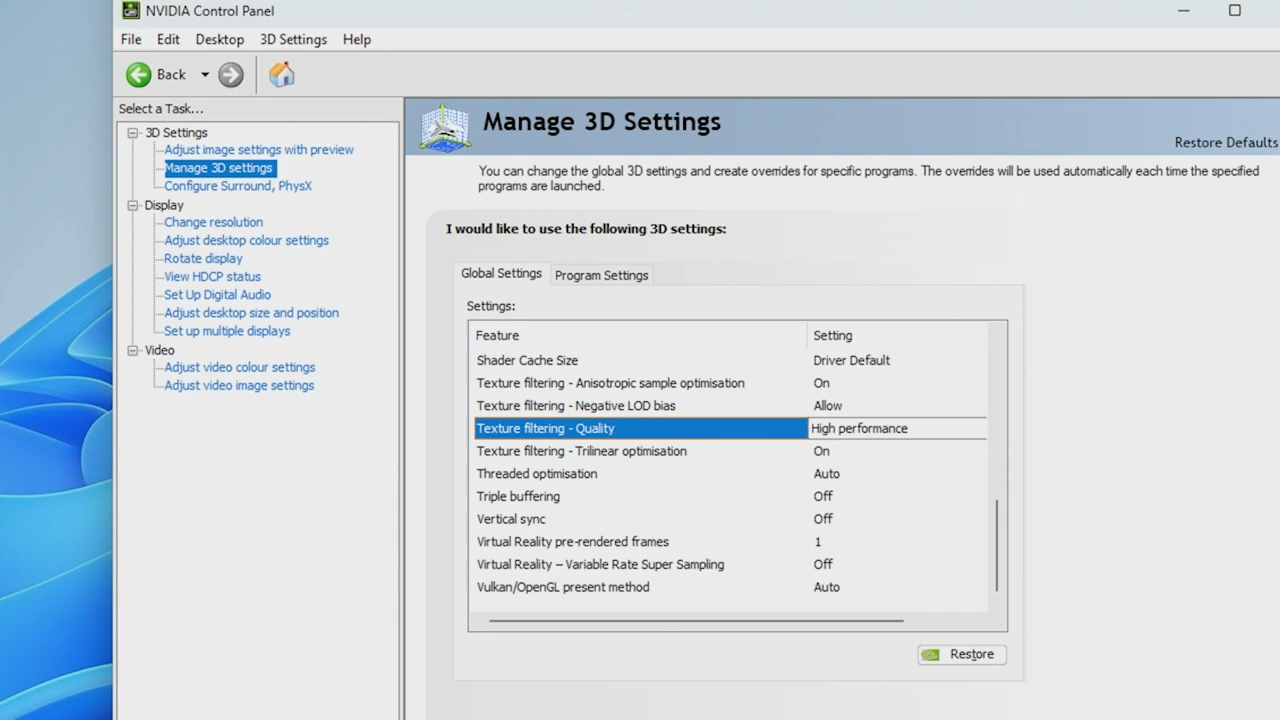 NVIDIA Control Panel
File Edit Desktop 3D Settings Help
Back
Select a Task...
3D Settings
Adjust image settings with preview
Manage 3D settings
Configure Surround, PhysX
Display
Change resolution
Adjust desktop colour settings
Rotate display
View HDCP status
Set Up Digital Audio
Adjust desktop size and position
Set up multiple displays
Video
Adjust video colour settings
Adjust video image settings
Manage 3D Settings
Restore Defaults
You can change the global 3D settings and create overrides for specific programs. The overrides will be used automatically each time the specified
programs are launched.
I would like to use the following 3D settings:
Global Settings Program Settings
Settings:
Feature Setting
Shader Cache Size Driver Default
Texture filtering - Anisotropic sample optimisation On
Texture filtering - Negative LOD bias Allow
Texture filtering - Quality High performance
Texture filtering - Trilinear optimisation On
Threaded optimisation Auto
Triple buffering Off
Vertical sync Off
Virtual Reality pre-rendered frames 1
Virtual Reality – Variable Rate Super Sampling Off
Vulkan/OpenGL present method Auto
Restore